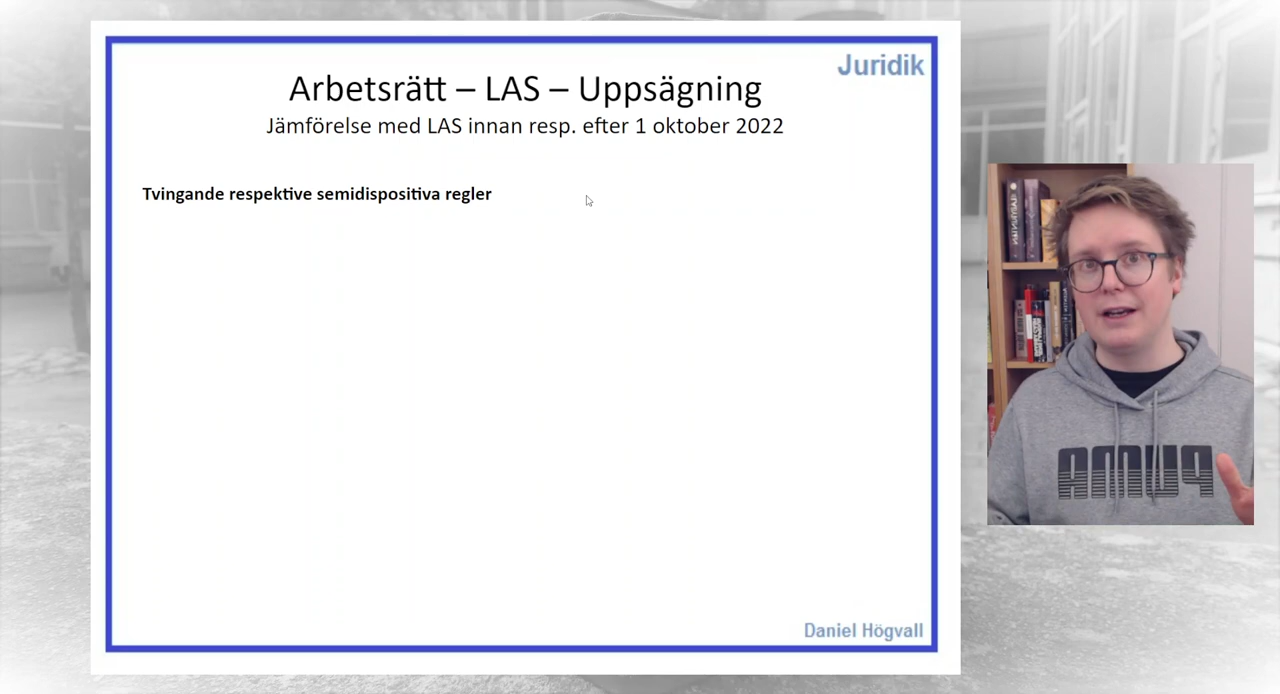 Juridik
Arbetsrätt – LAS – Uppsägning
Jämförelse med LAS innan resp. efter 1 oktober 2022
Tvingande respektive semidispositiva regler
Daniel Högvall